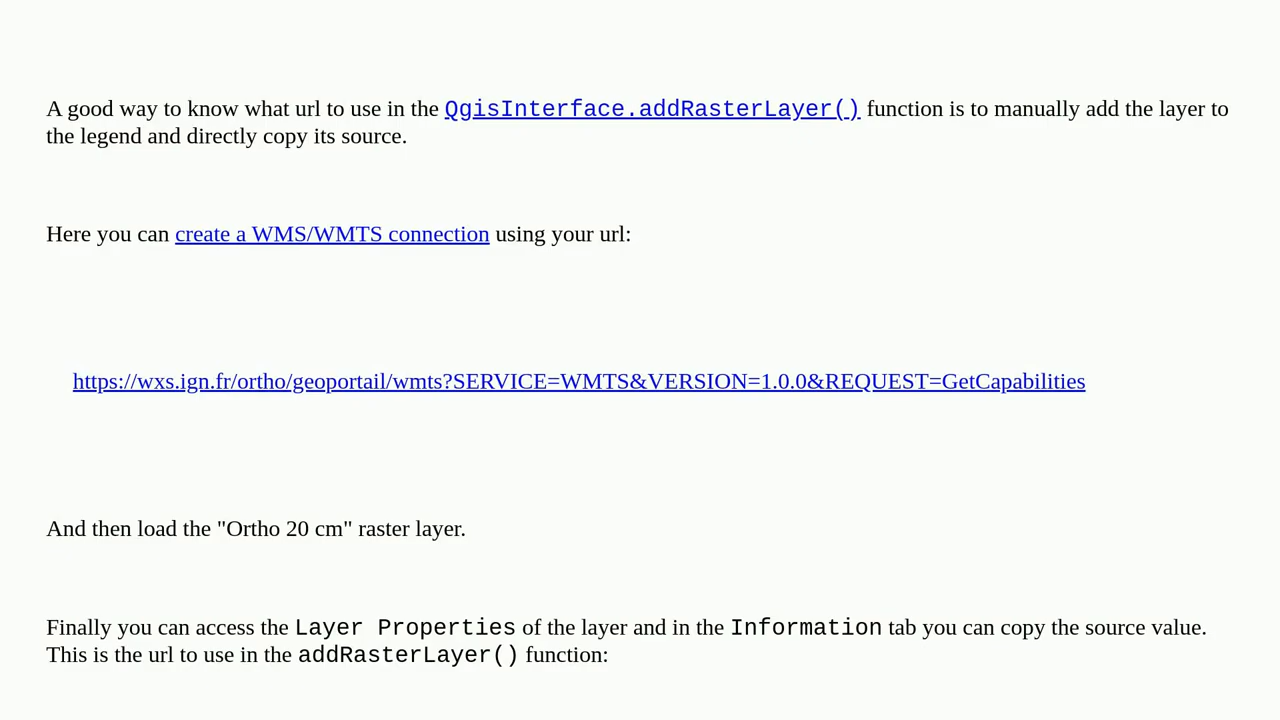 A good way to know what url to use in the QgisInterface.addRasterLayer() function is to manually add the layer to
the legend and directly copy its source.
Here you can create a WMS/WMTS connection using your url:
https://wxs.ign.fr/ortho/geoportail/wmts?SERVICE=WMTS&VERSION=1.0.0&REQUEST=GetCapabilities
And then load the "Ortho 20 cm" raster layer.
Finally you can access the Layer Properties of the layer and in the Information tab you can copy the source value.
This is the url to use in the addRasterLayer() function: